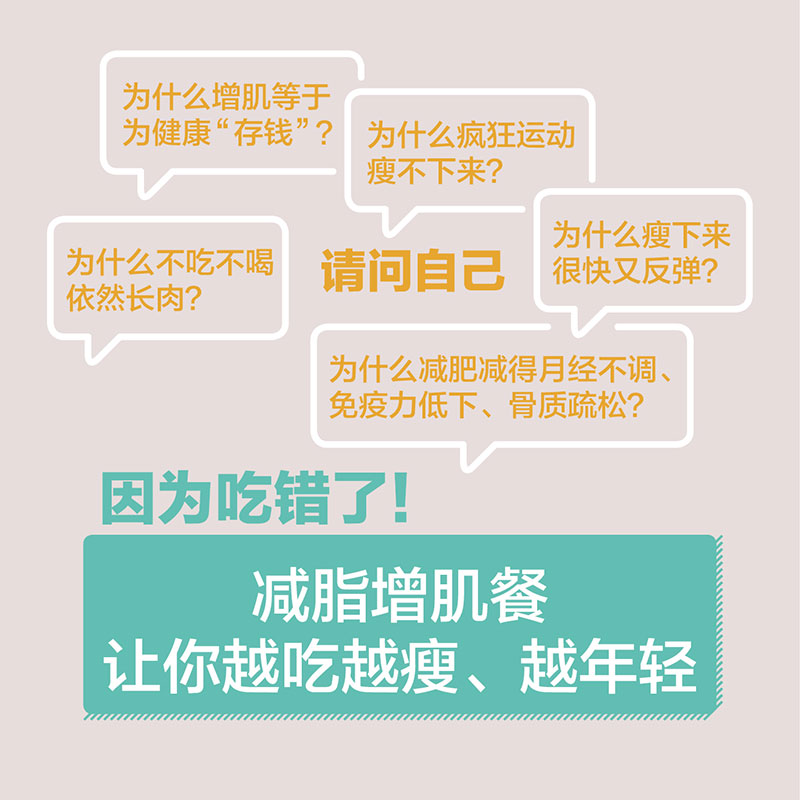 为什么增肌等于
为健康“存钱”？
为什么疯狂运动
瘦不下来？
为什么瘦下来
很快又反弹？
为什么不吃不喝
依然长肉？
请问自己
为什么减肥减得月经不调、
免疫力低下、骨质疏松？
因为吃错了！
减脂增肌餐
让你越吃越瘦、越年轻